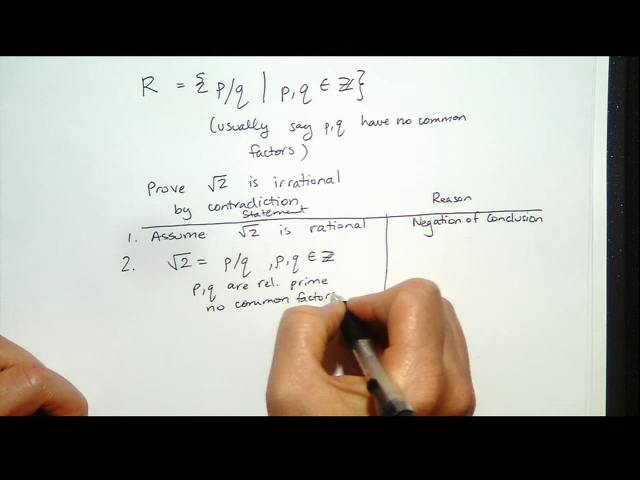 R = { p/q | p, q ∈ ℤ}
(usually say p,q have no common
factors)
Prove √2 is irrational
by contradiction
Statement
Reason
1. Assume √2 is rational
Negation of Conclusion
2. √2 = p/q , p,q ∈ ℤ
p,q are rel. prime
no common factors